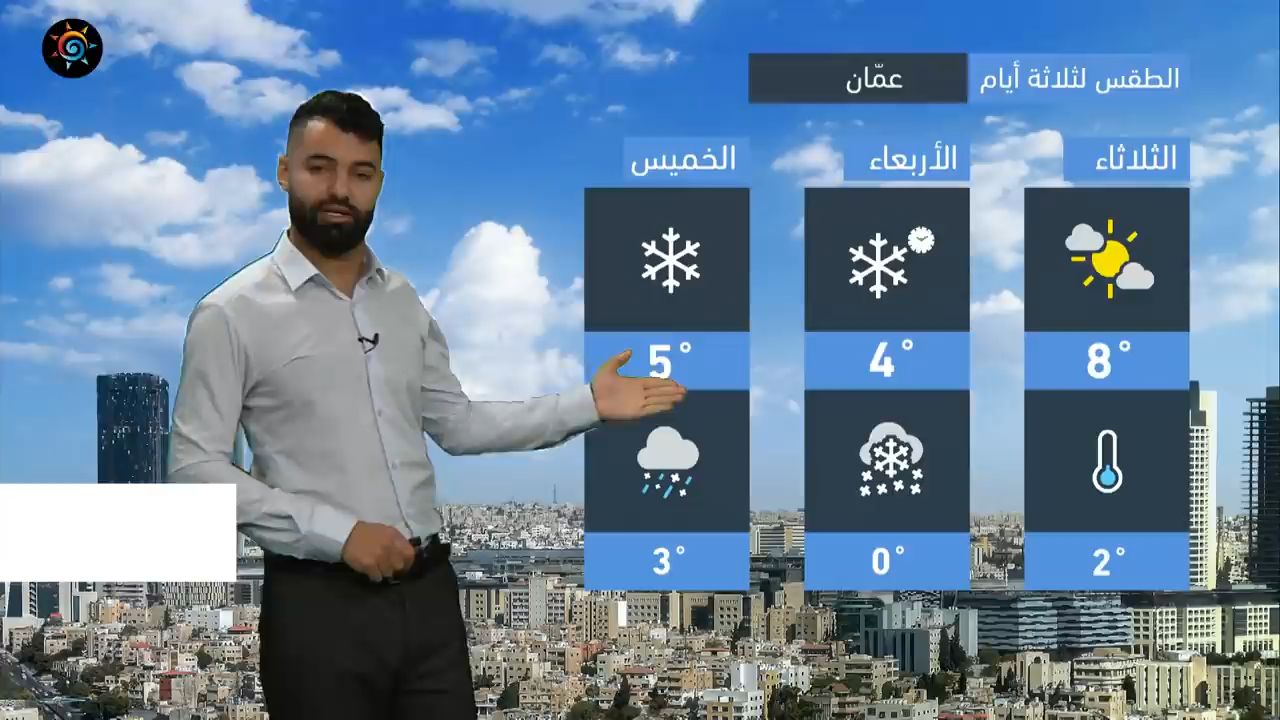 الطقس لثلاثة أيام
عمّان
الثلاثاء
الأربعاء
الخميس
8°
4°
5°
2°
0°
3°